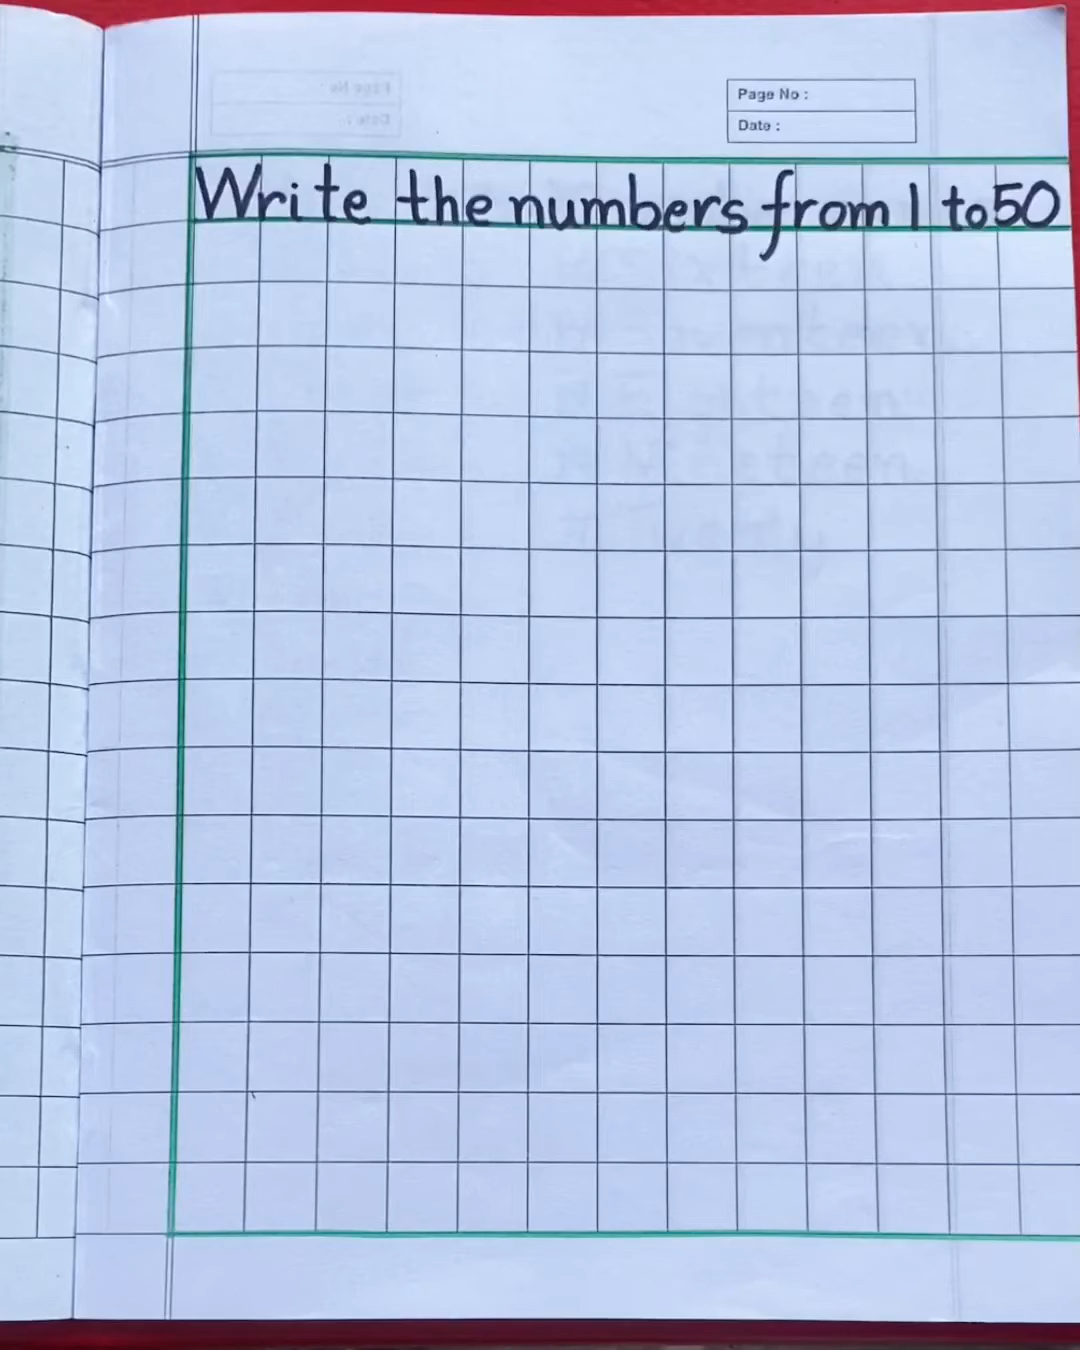 Page No :
Date :
Write the numbers from 1 to 50